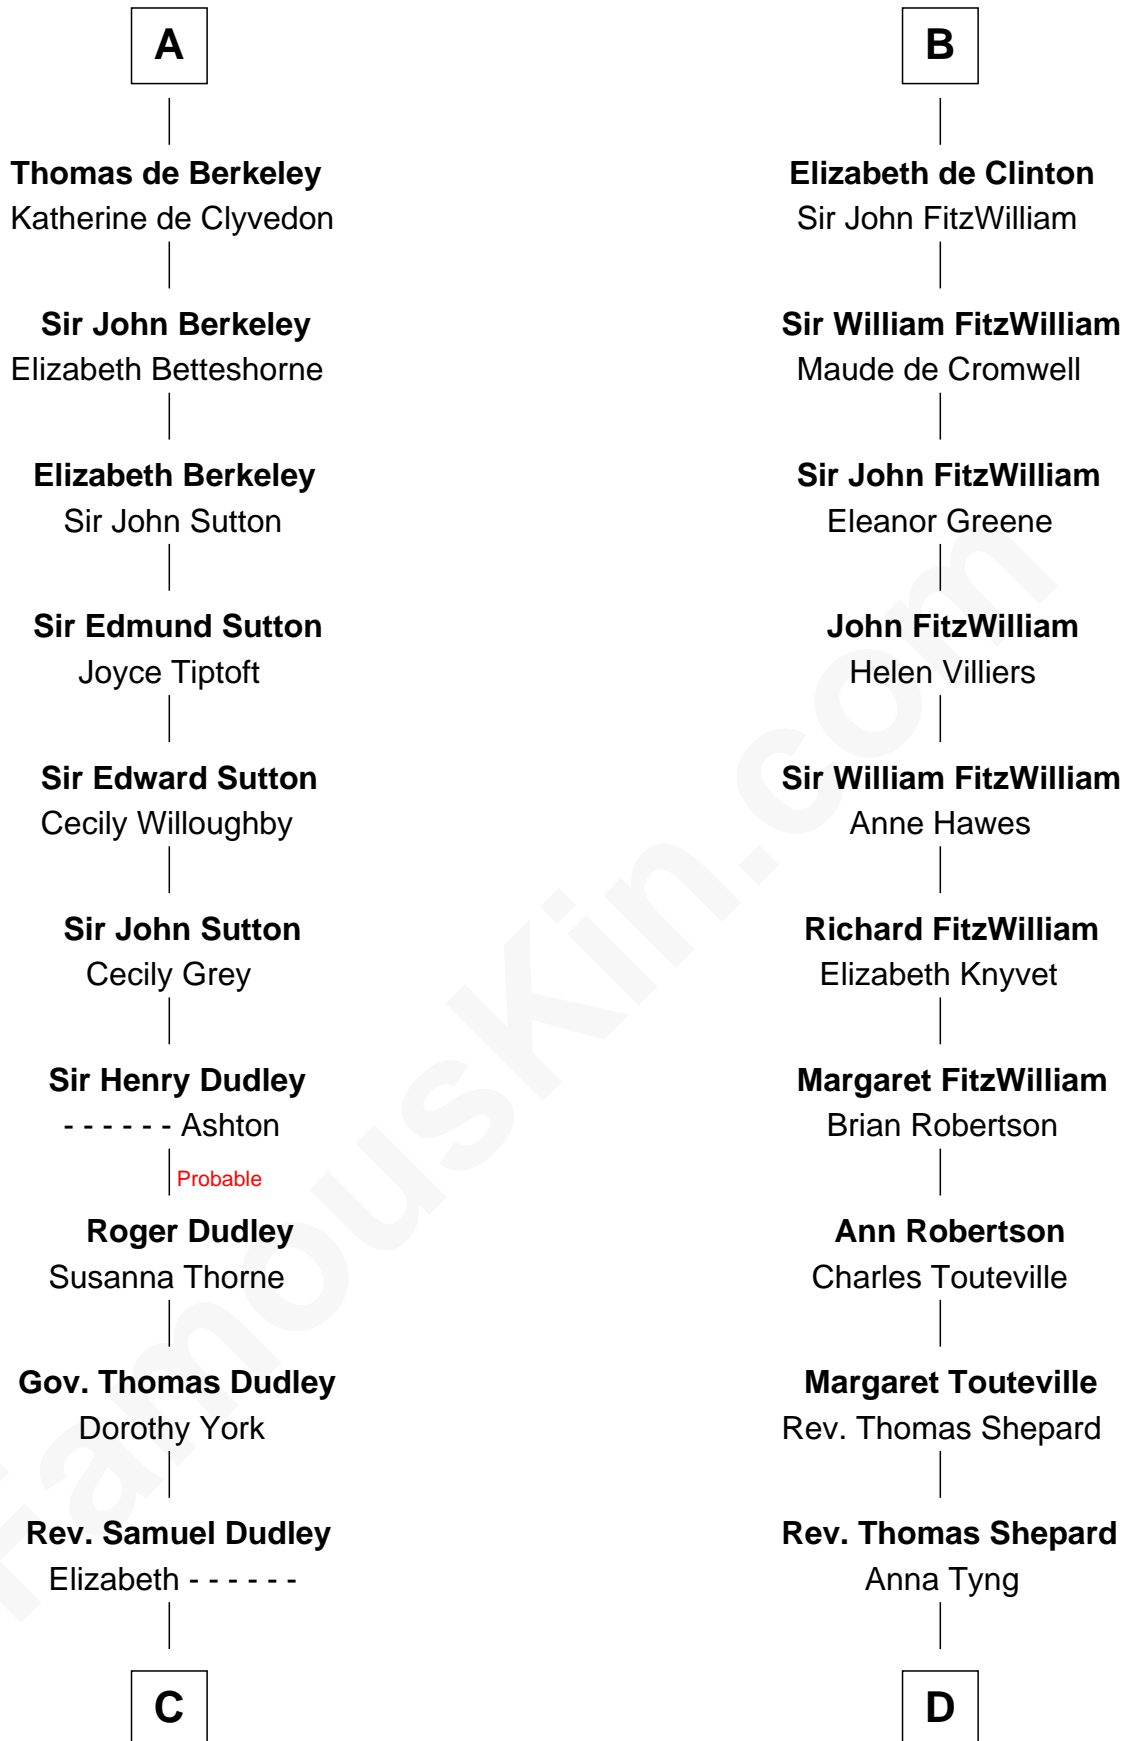 A
Thomas de Berkeley
Katherine de Clyvedon
Sir John Berkeley
Elizabeth Betteshorne
Elizabeth Berkeley
Sir John Sutton
Sir Edmund Sutton
Joyce Tiptoft
Sir Edward Sutton
Cecily Willoughby
Sir John Sutton
Cecily Grey
Sir Henry Dudley
- - - - - - Ashton
Probable
Roger Dudley
Susanna Thorne
Gov. Thomas Dudley
Dorothy York
Rev. Samuel Dudley
Elizabeth - - - - - -
C
B
Elizabeth de Clinton
Sir John FitzWilliam
Sir William FitzWilliam
Maude de Cromwell
Sir John FitzWilliam
Eleanor Greene
John FitzWilliam
Helen Villiers
Sir William FitzWilliam
Anne Hawes
Richard FitzWilliam
Elizabeth Knyvet
Margaret FitzWilliam
Brian Robertson
Ann Robertson
Charles Touteville
Margaret Touteville
Rev. Thomas Shepard
Rev. Thomas Shepard
Anna Tyng
D
FamousKin.com